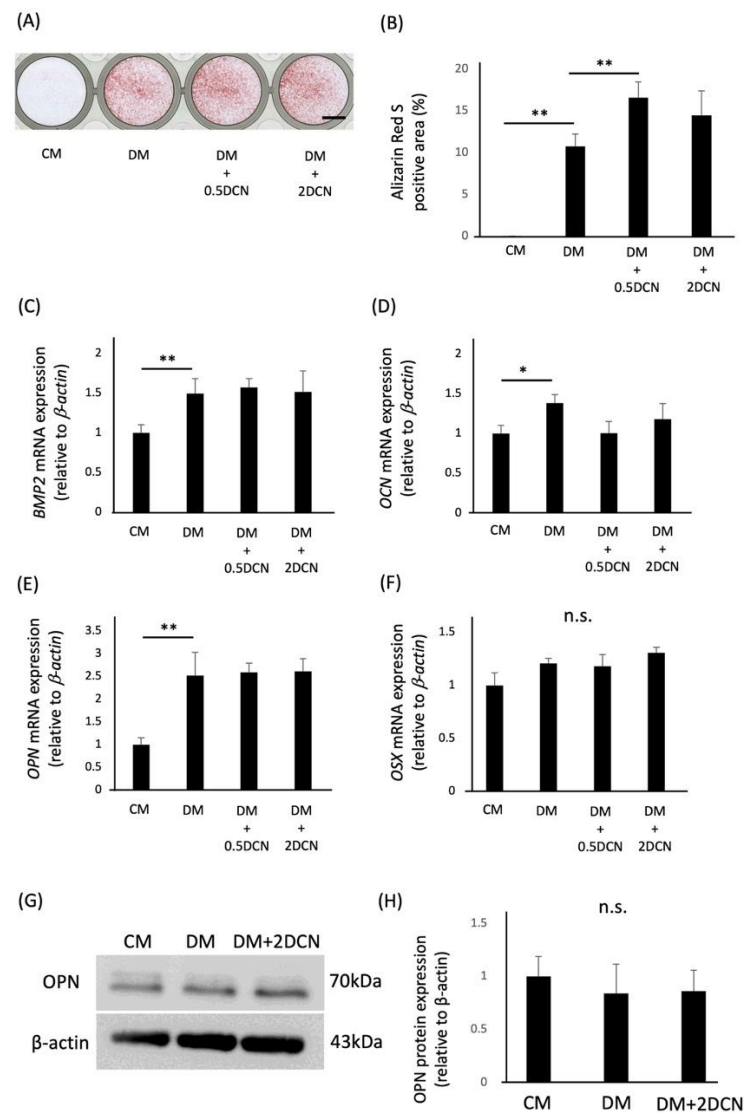 (A)
CM
DM
DM
+
0.5DCN
DM
+
2DCN
(B)
Alizarin Red S
positive area (%)
20
15
10
5
0
**
**
CM
DM
DM
+
0.5DCN
DM
+
2DCN
(C)
BMP2 mRNA expression
(relative to β-actin)
2
1.5
1
0.5
0
**
CM
DM
DM
+
0.5DCN
DM
+
2DCN
(D)
OCN mRNA expression
(relative to β-actin)
2
1.5
1
0.5
0
*
CM
DM
DM
+
0.5DCN
DM
+
2DCN
(E)
OPN mRNA expression
(relative to β-actin)
3.5
3
2.5
2
1.5
1
0.5
0
**
CM
DM
DM
+
0.5DCN
DM
+
2DCN
(F)
n.s.
OSX mRNA expression
(relative to β-actin)
1.5
1
0.5
0
CM
DM
DM
+
0.5DCN
DM
+
2DCN
(G)
CM DM DM+2DCN
OPN 70kDa
β-actin 43kDa
(H)
n.s.
OPN protein expression
(relative to β-actin)
1.5
1
0.5
0
CM DM DM+2DCN